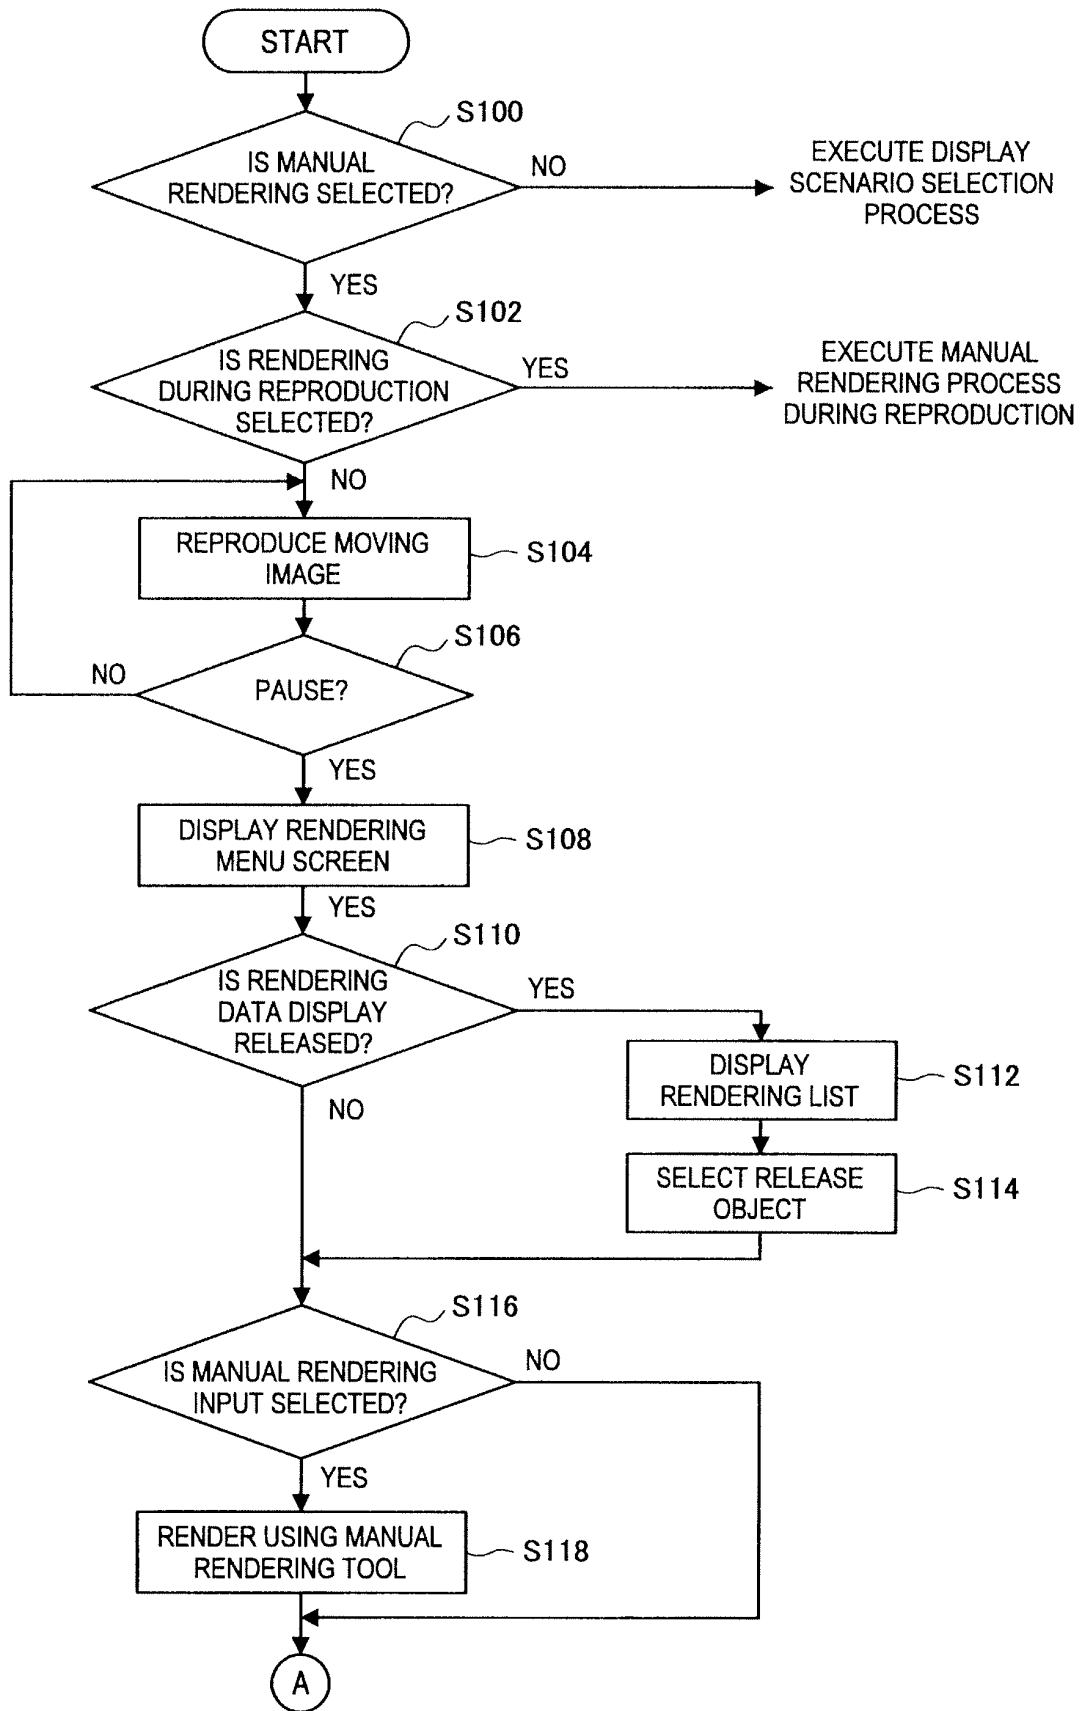 START
S100
IS MANUAL
RENDERING SELECTED?
NO
EXECUTE DISPLAY
SCENARIO SELECTION
PROCESS
YES
S102
IS RENDERING
DURING REPRODUCTION
SELECTED?
YES
EXECUTE MANUAL
RENDERING PROCESS
DURING REPRODUCTION
NO
REPRODUCE MOVING
IMAGE
S104
S106
NO
PAUSE?
YES
DISPLAY RENDERING
MENU SCREEN
S108
YES
S110
IS RENDERING
DATA DISPLAY
RELEASED?
YES
DISPLAY
RENDERING LIST
S112
NO
SELECT RELEASE
OBJECT
S114
S116
IS MANUAL RENDERING
INPUT SELECTED?
NO
YES
RENDER USING MANUAL
RENDERING TOOL
S118
A